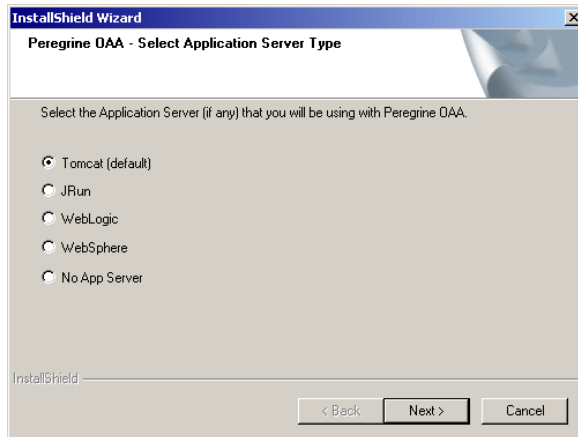 InstallShield Wizard
Peregrine OAA - Select Application Server Type
Select the Application Server (if any) that you will be using with Peregrine OAA.
Tomcat (default)
JRun
WebLogic
WebSphere
No App Server
InstallShield
< Back Next > Cancel